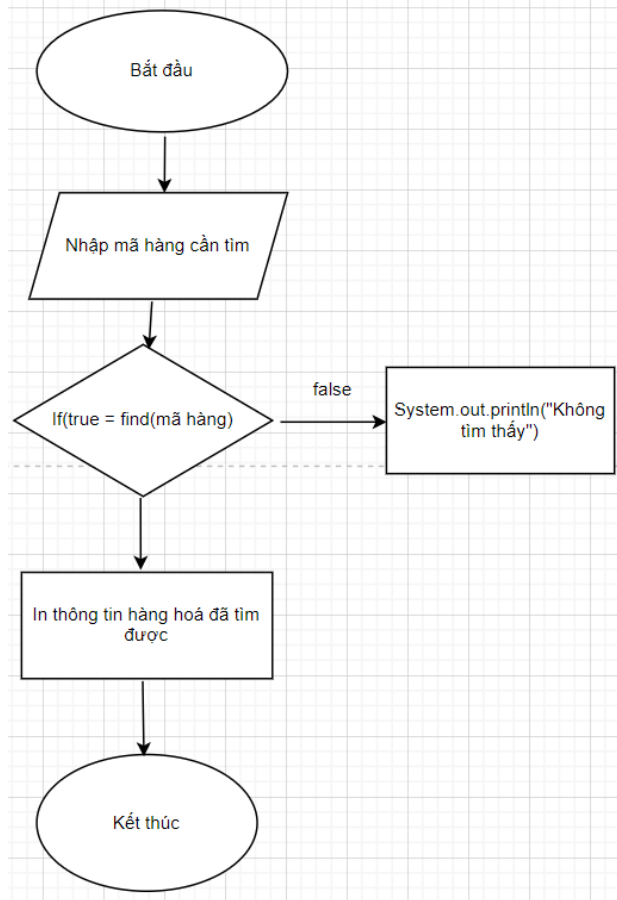 Bắt đầu
Nhập mã hàng cần tìm
If(true = find(mã hàng)
false
System.out.println("Không
tìm thấy")
In thông tin hàng hoá đã tìm
được
Kết thúc